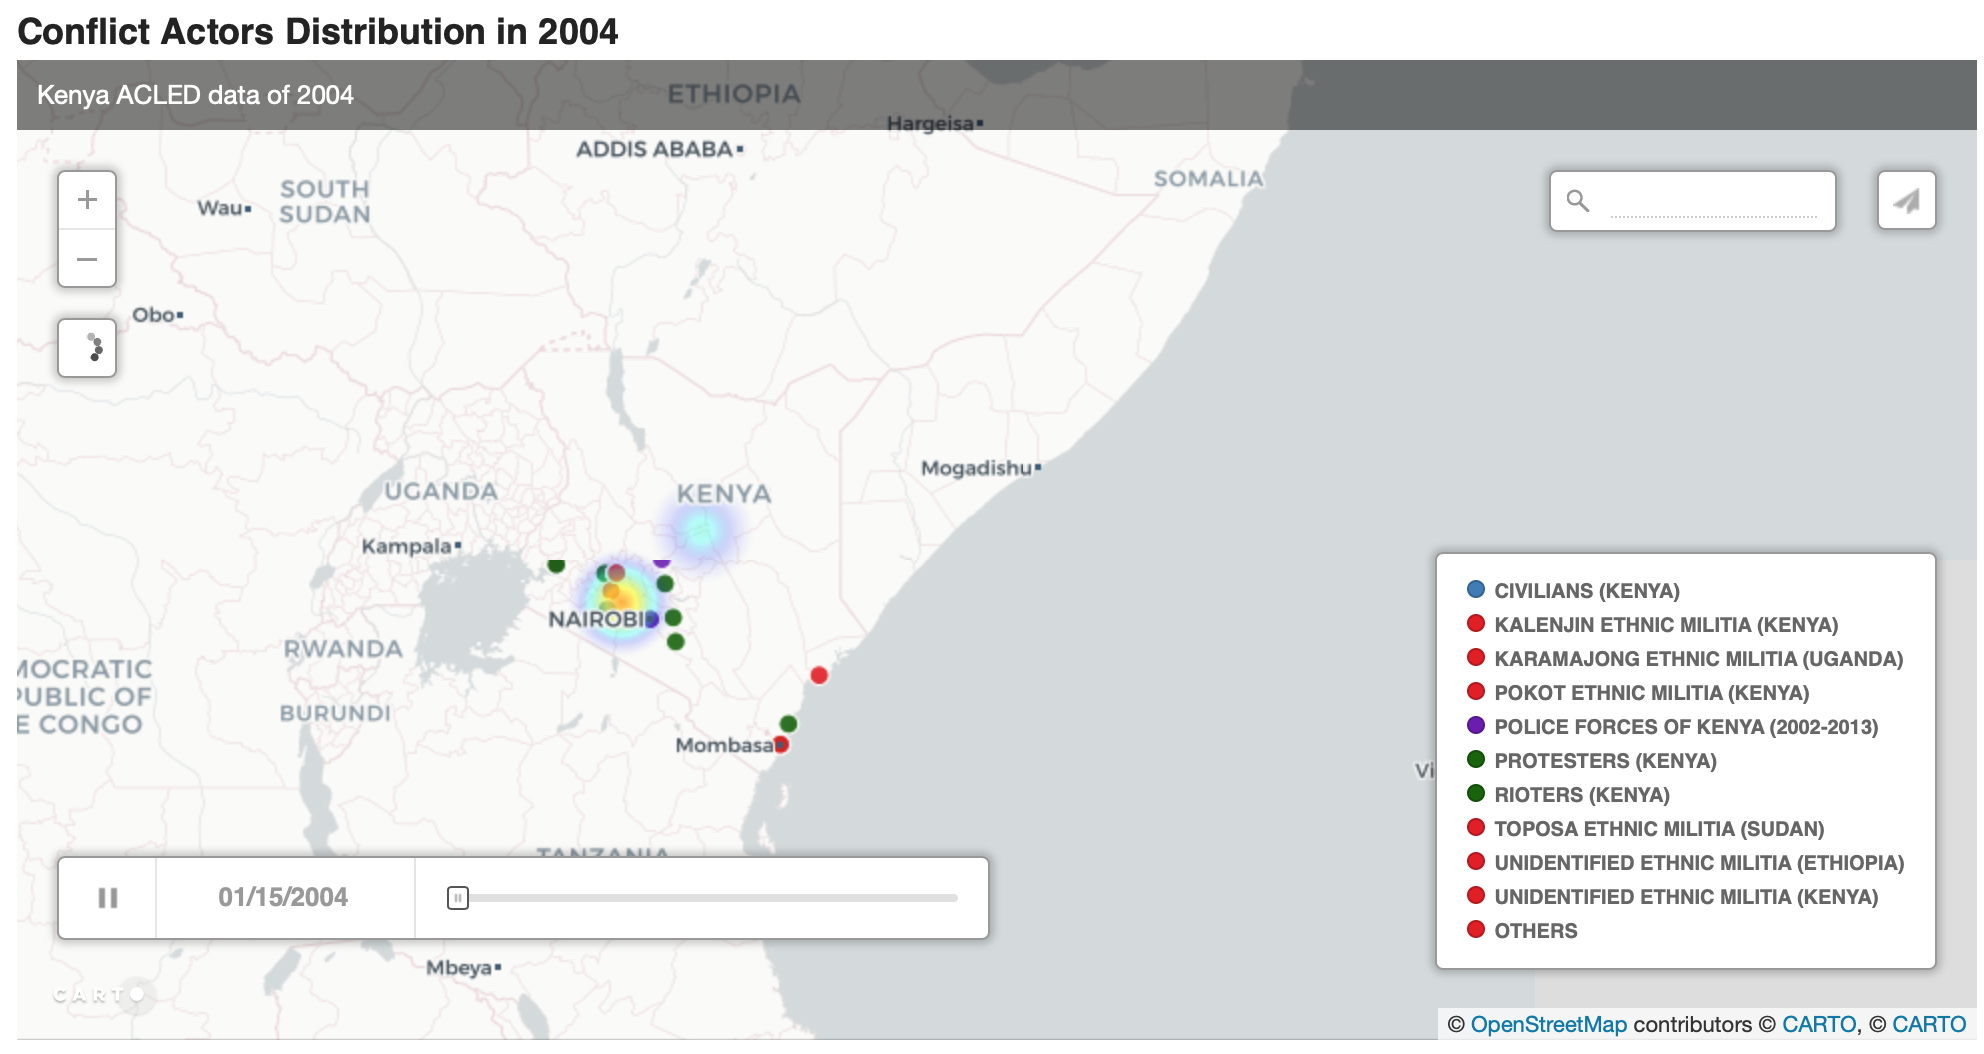 Conflict Actors Distribution in 2004
Kenya ACLED data of 2004
ETHIOPIA
Hargeisa
ADDIS ABABA
SOMALIA
SOUTH
SUDAN
Wau
Obo
Mogadishu
UGANDA
KENYA
Kampala
NAIROBI
RWANDA
MOCRATIC
PUBLIC OF
E CONGO
BURUNDI
Mombasa
Vi
CIVILIANS (KENYA)
KALENJIN ETHNIC MILITIA (KENYA)
KARAMAJONG ETHNIC MILITIA (UGANDA)
POKOT ETHNIC MILITIA (KENYA)
POLICE FORCES OF KENYA (2002-2013)
PROTESTERS (KENYA)
RIOTERS (KENYA)
TOPOSA ETHNIC MILITIA (SUDAN)
UNIDENTIFIED ETHNIC MILITIA (ETHIOPIA)
UNIDENTIFIED ETHNIC MILITIA (KENYA)
OTHERS
TANZANIA
01/15/2004
Mbeya
CARTO
© OpenStreetMap contributors © CARTO, © CARTO